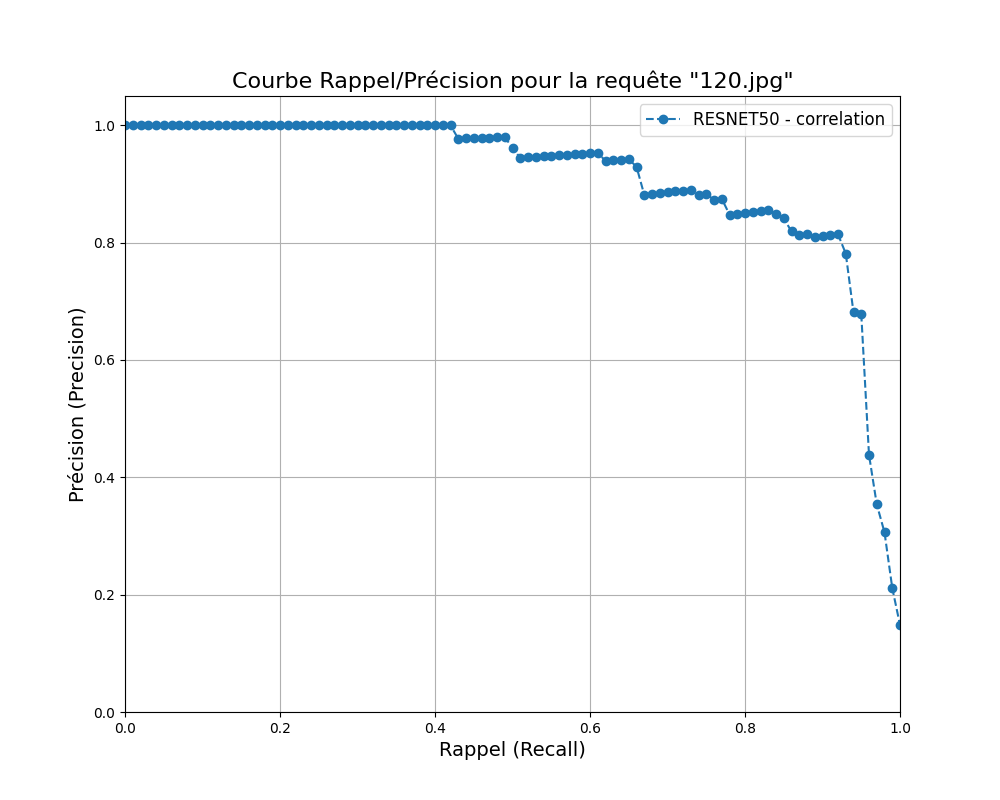 Courbe Rappel/Précision pour la requête "120.jpg"
RESNET50 - correlation
1.0
0.8
0.6
0.4
0.2
0.0
Précision (Precision)
0.0 0.2 0.4 0.6 0.8 1.0
Rappel (Recall)